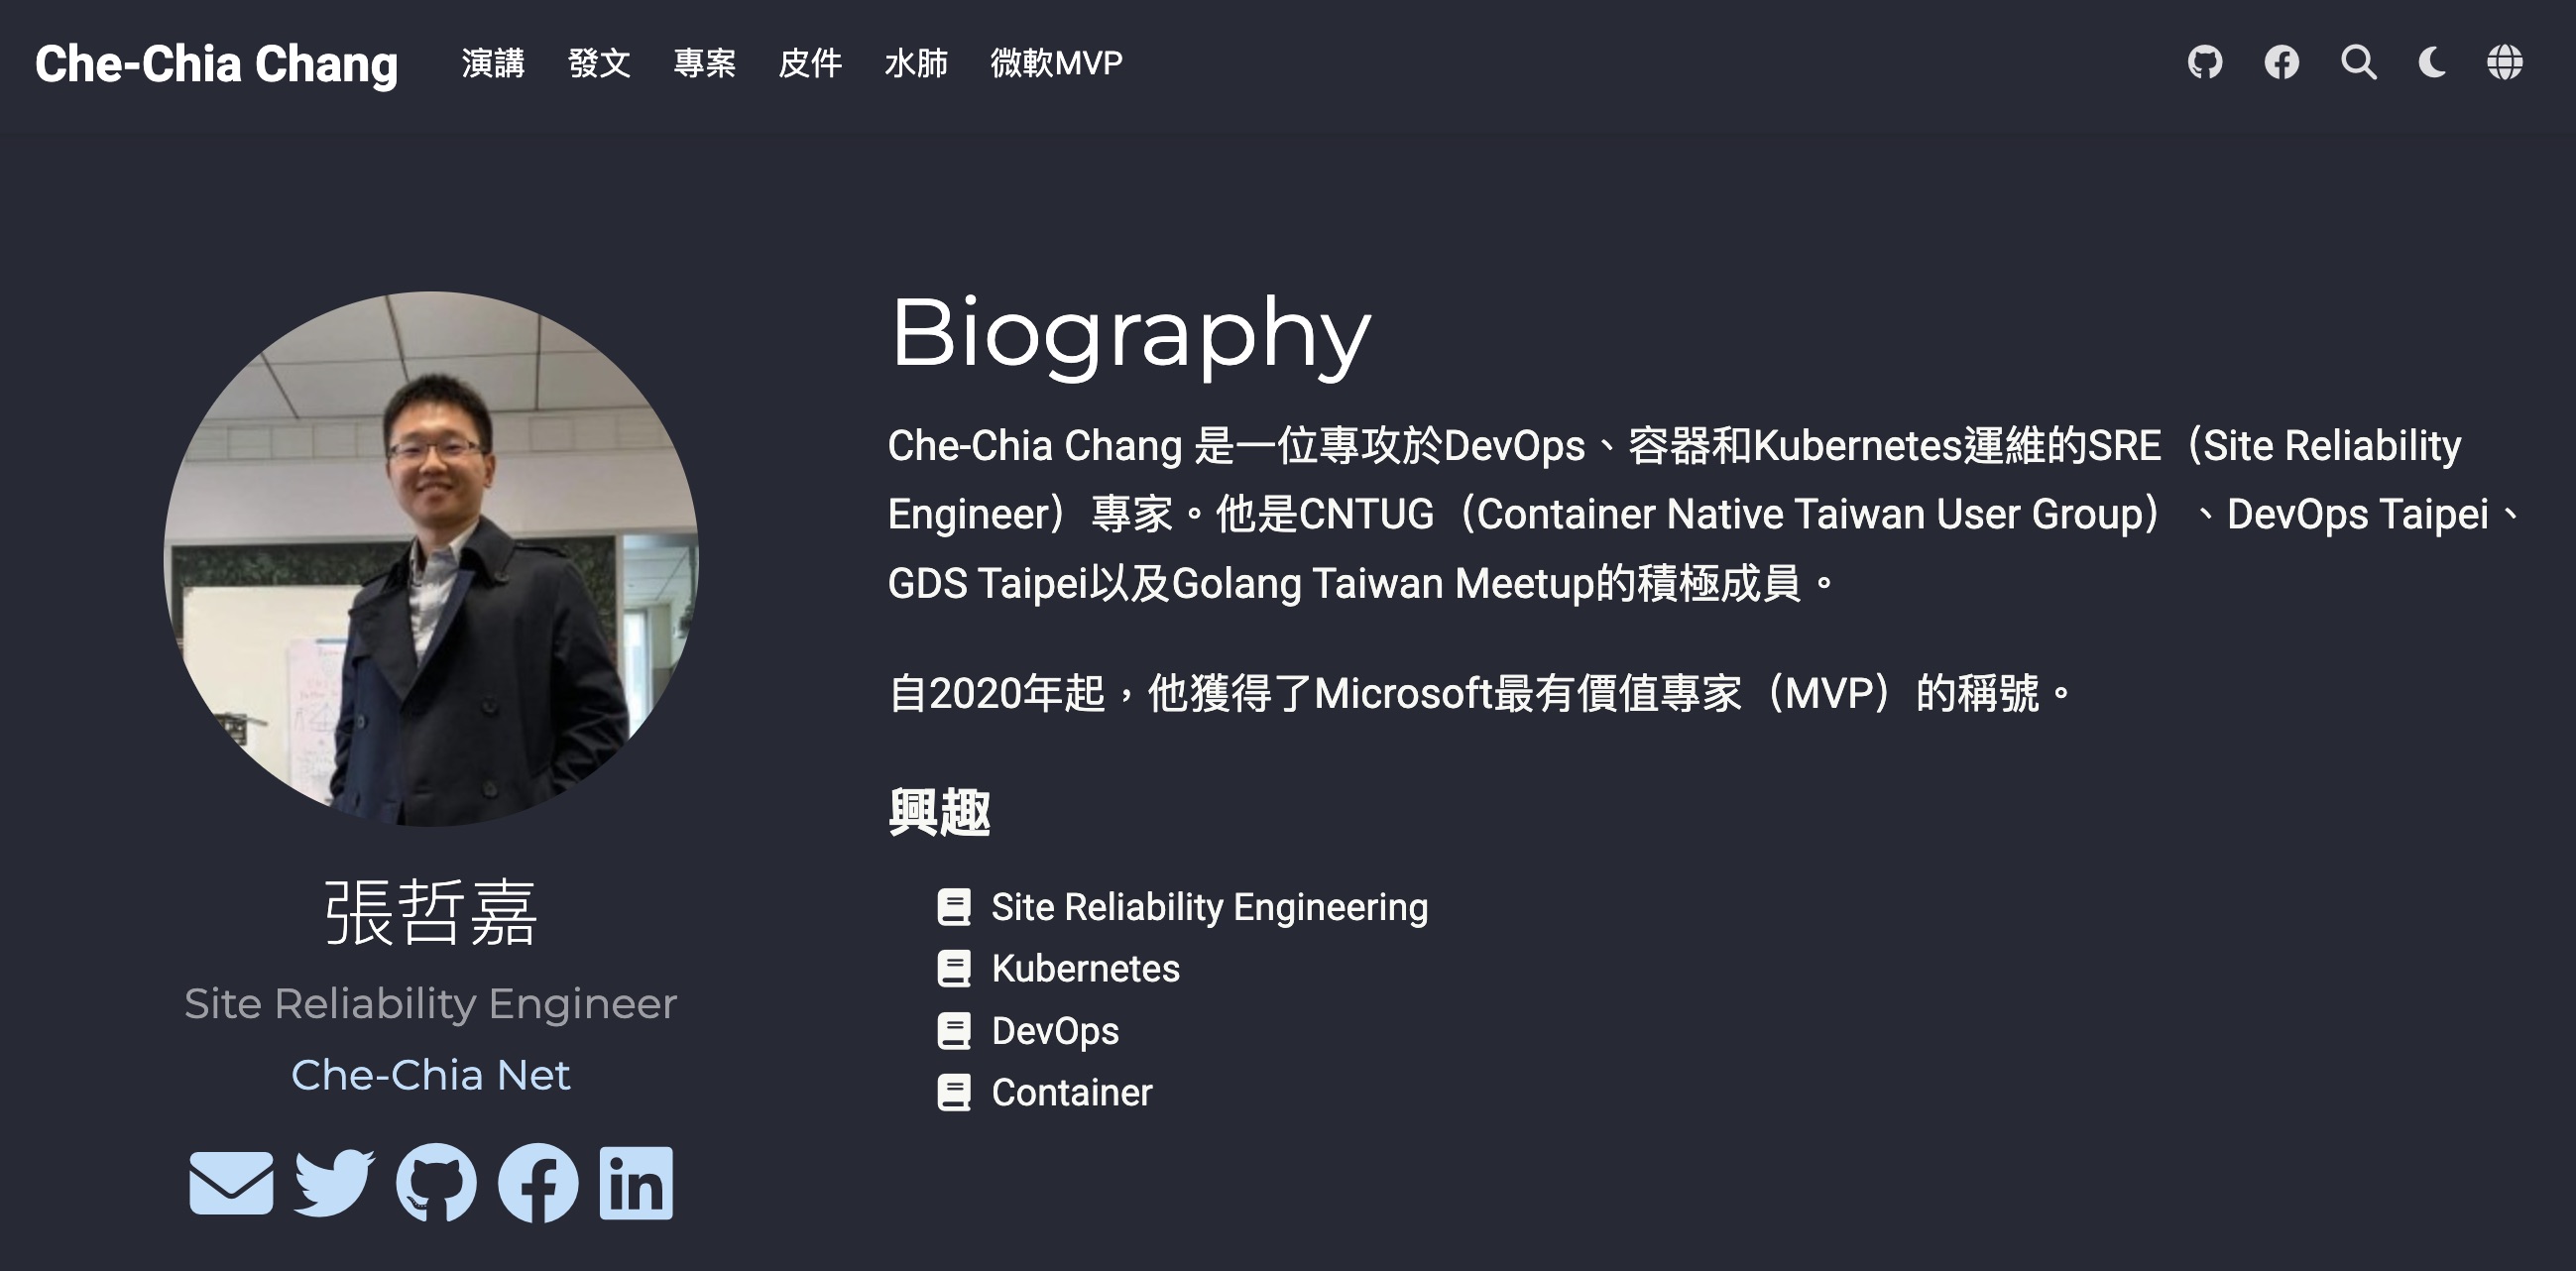 Che-Chia Chang 演講 發文 專案 皮件 水肺 微軟MVP
Biography
Che-Chia Chang 是一位專攻於DevOps、容器和Kubernetes運維的SRE（Site Reliability
Engineer）專家。他是CNTUG（Container Native Taiwan User Group）、DevOps Taipei、
GDS Taipei以及Golang Taiwan Meetup的積極成員。
自2020年起，他獲得了Microsoft最有價值專家（MVP）的稱號。
興趣
Site Reliability Engineering
Kubernetes
DevOps
Container
張哲嘉
Site Reliability Engineer
Che-Chia Net